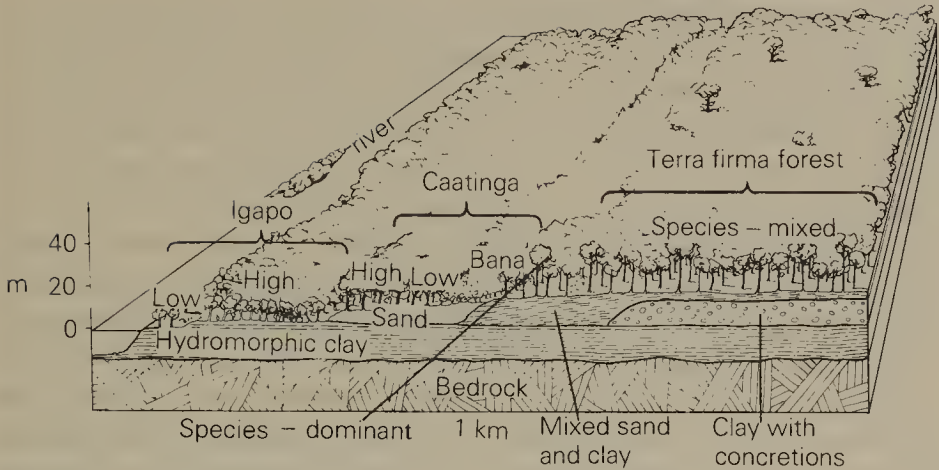 river
Terra firma forest
Caatinga
Igapo
Species – mixed
40
Bana
m 20
High
High
Low
Low
Sand
0
Hydromorphic clay
Bedrock
Species – dominant
1 km
Mixed sand
and clay
Clay with
concretions